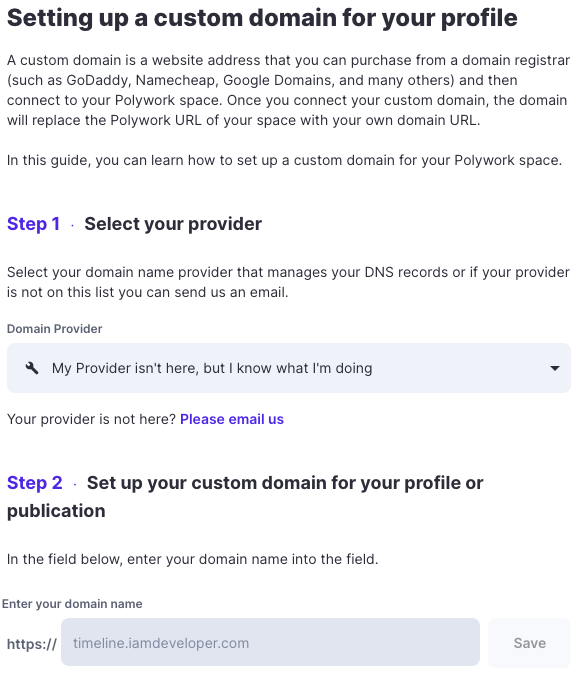 Setting up a custom domain for your profile
A custom domain is a website address that you can purchase from a domain registrar
(such as GoDaddy, Namecheap, Google Domains, and many others) and then
connect to your Polywork space. Once you connect your custom domain, the domain
will replace the Polywork URL of your space with your own domain URL.
In this guide, you can learn how to set up a custom domain for your Polywork space.
Step 1 · Select your provider
Select your domain name provider that manages your DNS records or if your provider
is not on this list you can send us an email.
Domain Provider
My Provider isn't here, but I know what I'm doing
Your provider is not here? Please email us
Step 2 · Set up your custom domain for your profile or
publication
In the field below, enter your domain name into the field.
Enter your domain name
https:// timeline.iamdeveloper.com Save